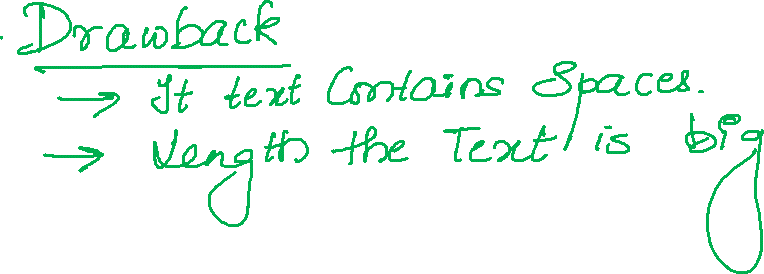 Drawback
→ It text Contains Spaces.
→ Length the Text is big